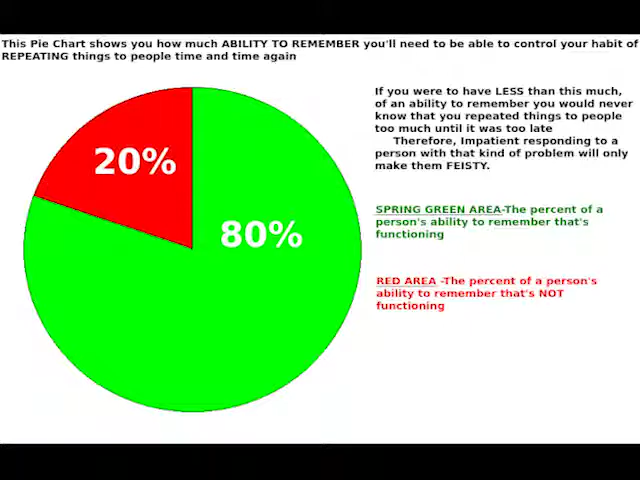 This Pie Chart shows you how much ABILITY TO REMEMBER you'll need to be able to control your habit of
REPEATING things to people time and time again
If you were to have LESS than this much,
of an ability to remember you would never
know that you repeated things to people
too much until it was too late
Therefore, Impatient responding to a
person with that kind of problem will only
make them FEISTY.
20%
80%
SPRING GREEN AREA-The percent of a
person's ability to remember that's
functioning
RED AREA -The percent of a person's
ability to remember that's NOT
functioning